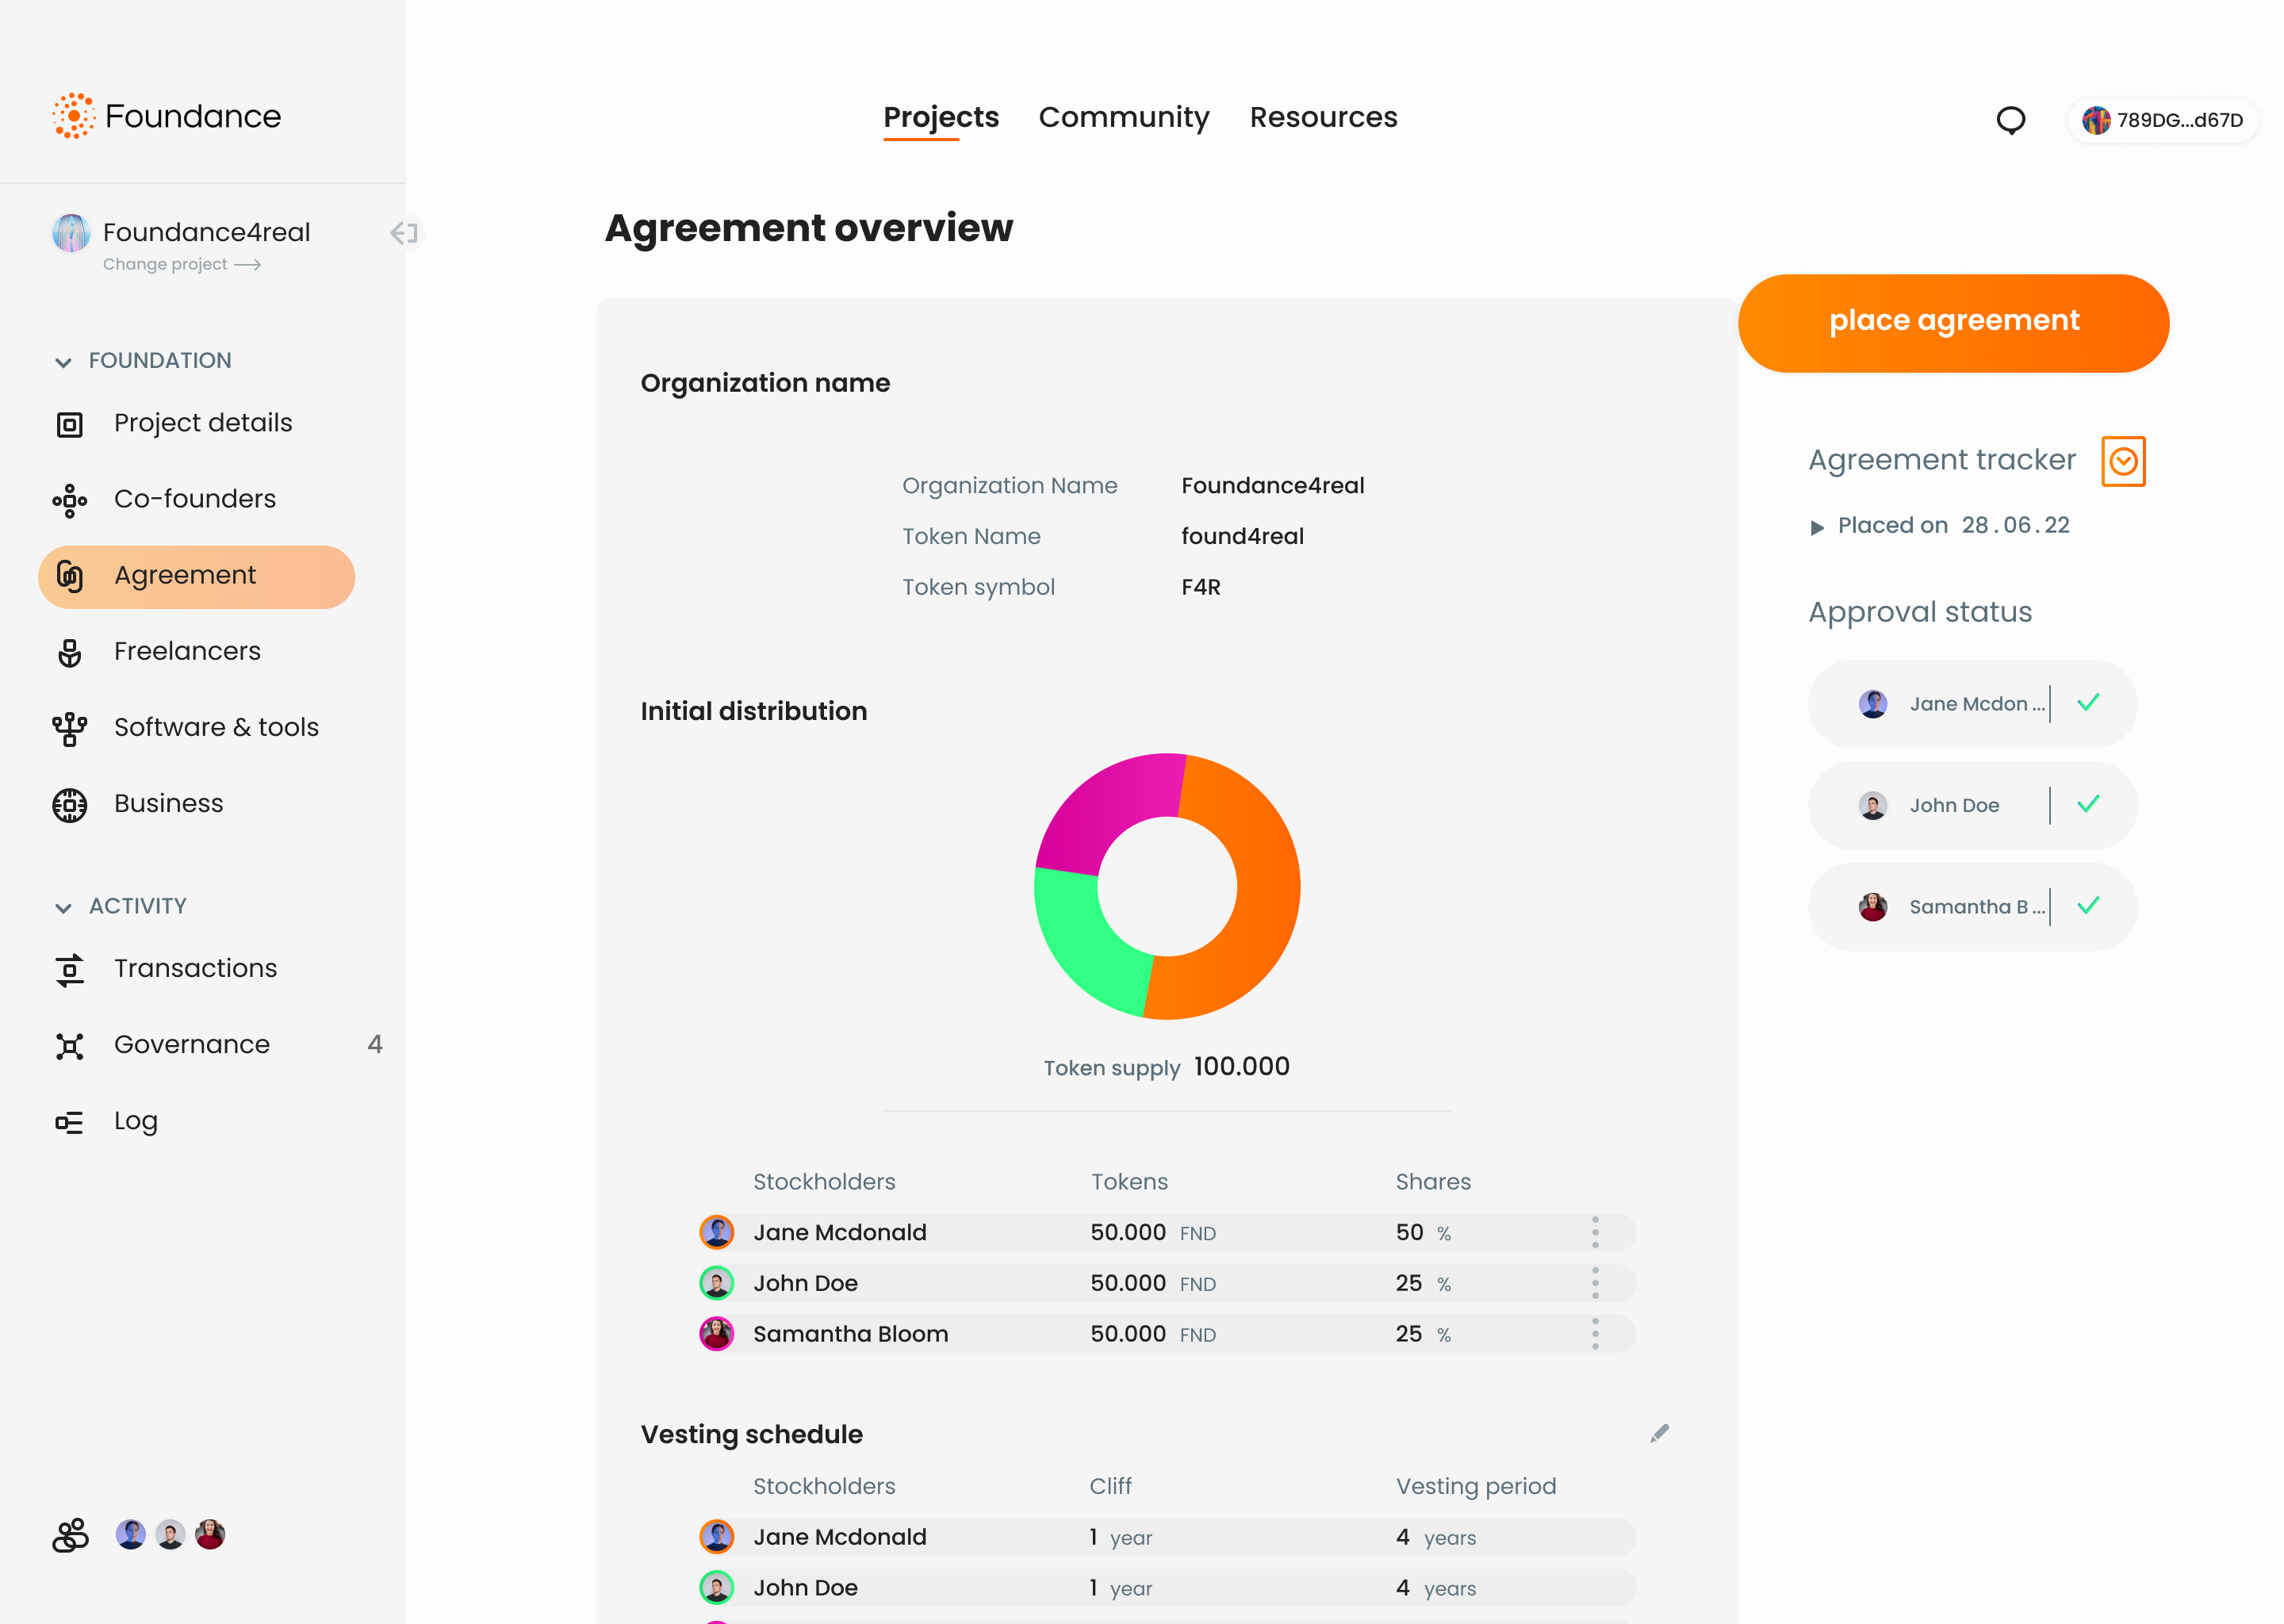 Foundance
Projects Community Resources
789DG...d67D
Foundance4real
Change project
FOUNDATION
Project details
Co-founders
Agreement
Freelancers
Software & tools
Business
ACTIVITY
Transactions
Governance 4
Log
Agreement overview
Organization name
Organization Name Foundance4real
Token Name found4real
Token symbol F4R
Initial distribution
Token supply 100.000
Stockholders Tokens Shares
Jane Mcdonald 50.000 FND 50 %
John Doe 50.000 FND 25 %
Samantha Bloom 50.000 FND 25 %
Vesting schedule
Stockholders Cliff Vesting period
Jane Mcdonald 1 year 4 years
John Doe 1 year 4 years
place agreement
Agreement tracker
Placed on 28.06.22
Approval status
Jane Mcdon ...
John Doe
Samantha B ...